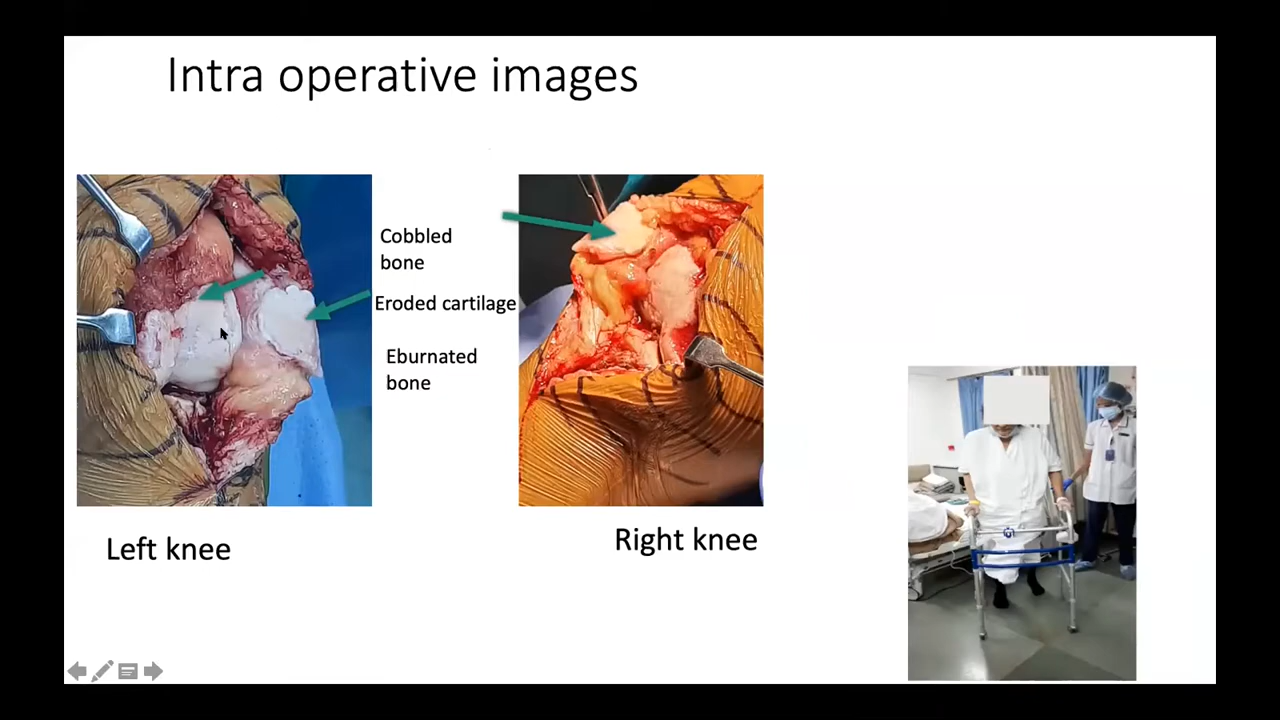 Intra operative images
Cobbled
bone
Eroded cartilage
Eburnated
bone
Left knee
Right knee